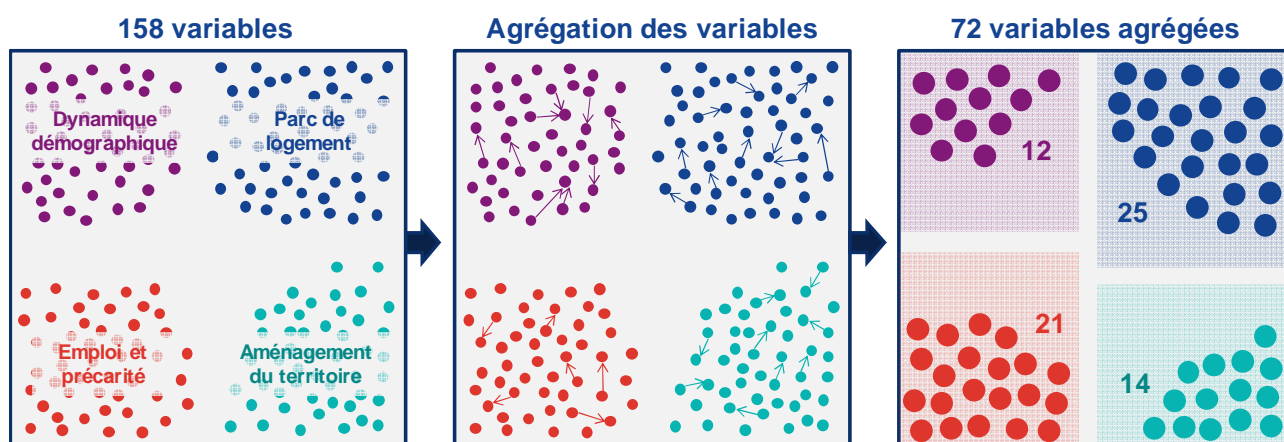 158 variables
Agrégation des variables
72 variables agrégées
Dynamique
démographique
Parc de
logement
Emploi et
précarité
Aménagement
du territoire
12
25
21
14